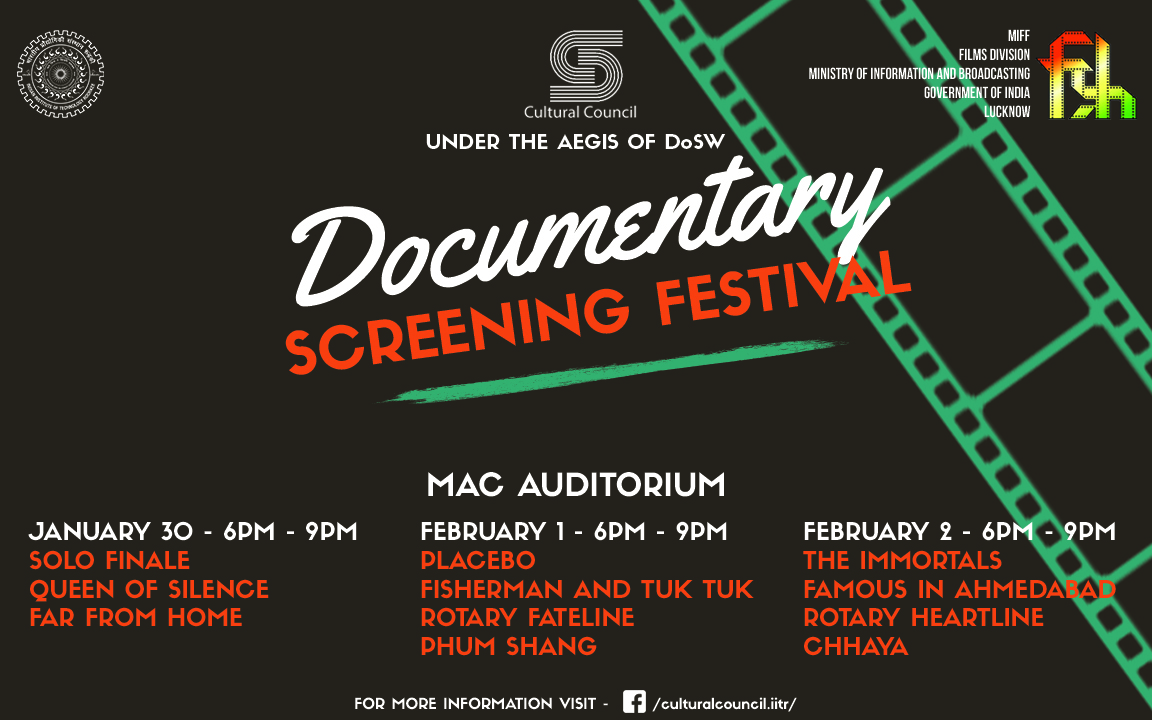 Cultural Council
UNDER THE AEGIS OF DoSW
MIFF
FILMS DIVISION
MINISTRY OF INFORMATION AND BROADCASTING
GOVERNMENT OF INDIA
LUCKNOW
Documentary
SCREENING FESTIVAL
MAC AUDITORIUM
JANUARY 30 - 6PM - 9PM
SOLO FINALE
QUEEN OF SILENCE
FAR FROM HOME
FEBRUARY 1 - 6PM - 9PM
PLACEBO
FISHERMAN AND TUK TUK
ROTARY FATELINE
PHUM SHANG
FEBRUARY 2 - 6PM - 9PM
THE IMMORTALS
FAMOUS IN AHMEDABAD
ROTARY HEARTLINE
CHHAYA
FOR MORE INFORMATION VISIT - /culturalcouncil.iitr/